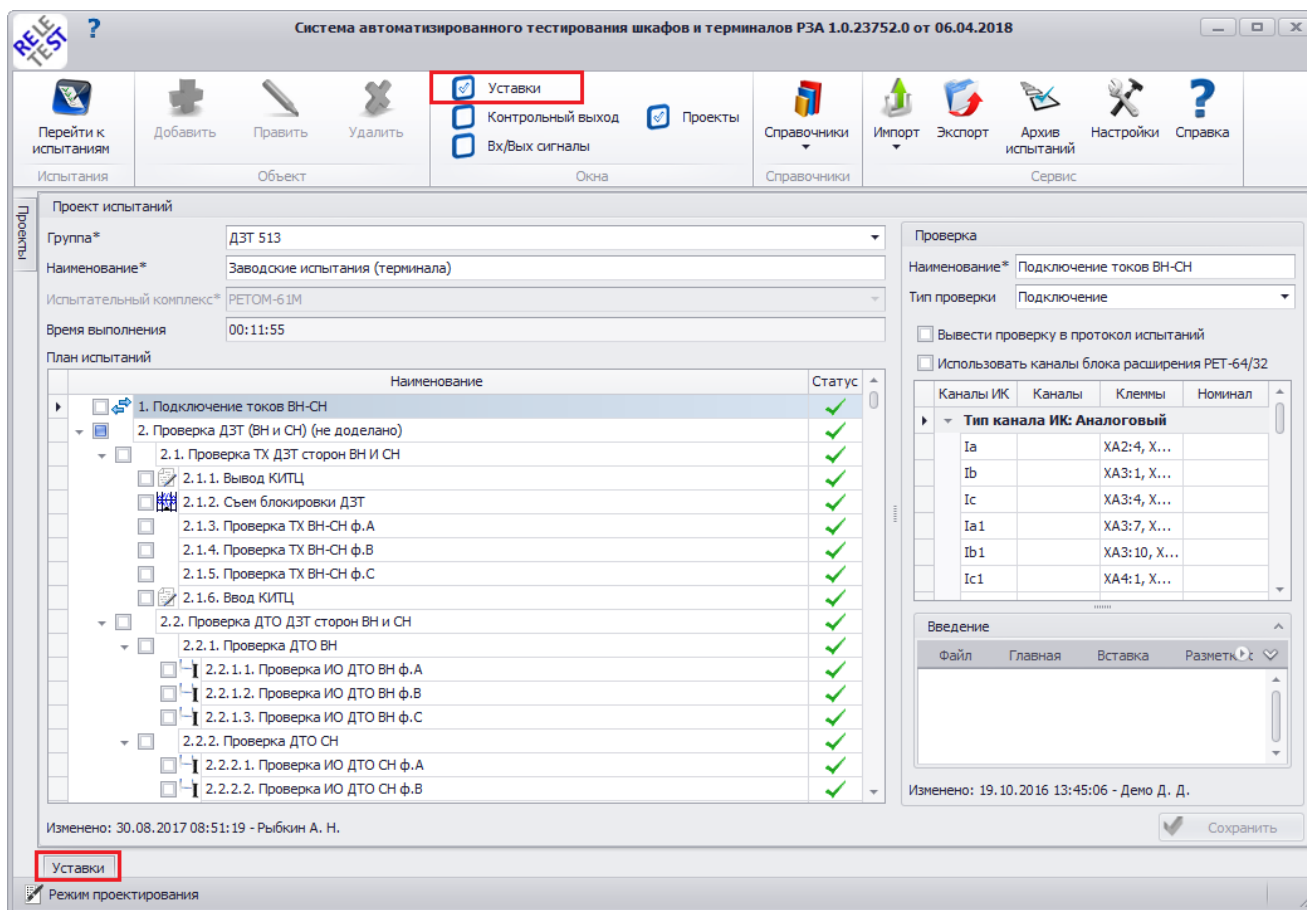 RELE TEST
?
Система автоматизированного тестирования шкафов и терминалов РЗА 1.0.23752.0 от 06.04.2018
Перейти к
испытаниям
Испытания
Добавить
Править
Удалить
Объект
Уставки
Контрольный выход
Проекты
Вх/Вых сигналы
Окна
Справочники
Справочники
Импорт
Экспорт
Архив
испытаний
Настройки
Справка
Сервис
Проекты
Проект испытаний
Группа* ДЗТ 513
Наименование* Заводские испытания (терминала)
Испытательный комплекс* РЕТОМ-61М
Время выполнения 00:11:55
План испытаний
Наименование Статус
1. Подключение токов ВН-СН
2. Проверка ДЗТ (ВН и СН) (не доделано)
2.1. Проверка ТХ ДЗТ сторон ВН И СН
2.1.1. Вывод КИТЦ
2.1.2. Съем блокировки ДЗТ
2.1.3. Проверка ТХ ВН-СН ф.А
2.1.4. Проверка ТХ ВН-СН ф.В
2.1.5. Проверка ТХ ВН-СН ф.С
2.1.6. Ввод КИТЦ
2.2. Проверка ДТО ДЗТ сторон ВН и СН
2.2.1. Проверка ДТО ВН
2.2.1.1. Проверка ИО ДТО ВН ф.А
2.2.1.2. Проверка ИО ДТО ВН ф.В
2.2.1.3. Проверка ИО ДТО ВН ф.С
2.2.2. Проверка ДТО СН
2.2.2.1. Проверка ИО ДТО СН ф.А
2.2.2.2. Проверка ИО ДТО СН ф.В
Изменено: 30.08.2017 08:51:19 - Рыбкин А. Н.
Проверка
Наименование* Подключение токов ВН-СН
Тип проверки Подключение
Вывести проверку в протокол испытаний
Использовать каналы блока расширения РЕТ-64/32
Каналы ИК Каналы Клеммы Номинал
Тип канала ИК: Аналоговый
Ia XA2:4, X...
Ib XA3:1, X...
Ic XA3:4, X...
Ia1 XA3:7, X...
Ib1 XA3:10, X...
Ic1 XA4:1, X...
Введение
Файл Главная Вставка Разметк
Изменено: 19.10.2016 13:45:06 - Демо Д. Д.
Сохранить
Уставки
Режим проектирования